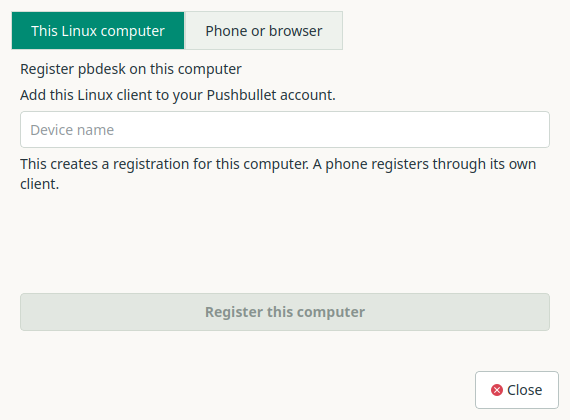 This Linux computer
Phone or browser
Register pbdesk on this computer
Add this Linux client to your Pushbullet account.
Device name
This creates a registration for this computer. A phone registers through its own
client.
Register this computer
Close